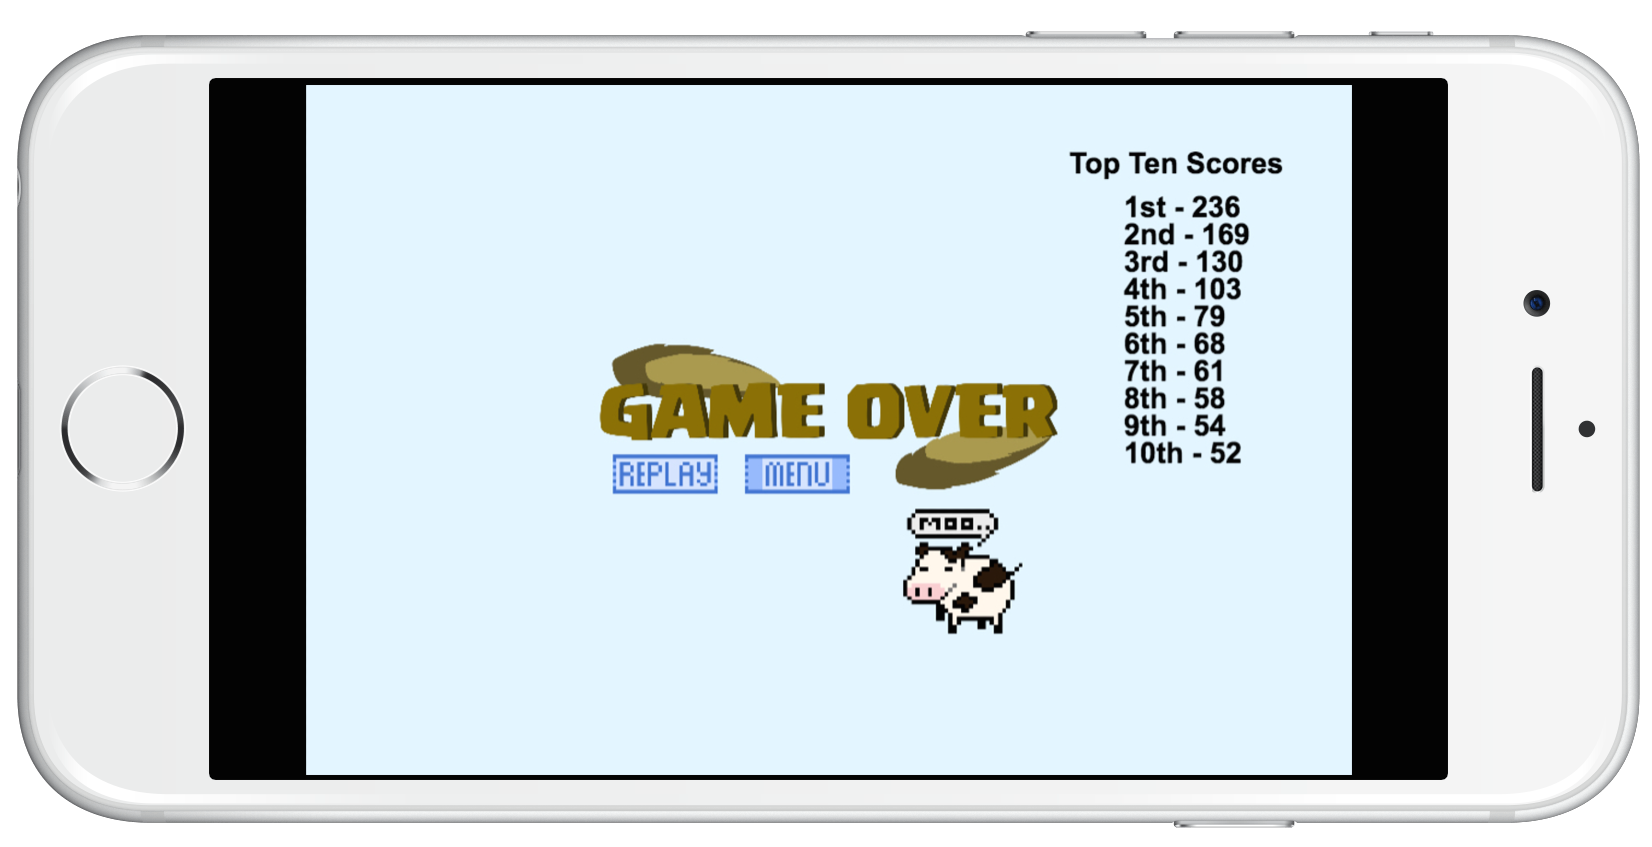 Top Ten Scores
1st - 236
2nd - 169
3rd - 130
4th - 103
5th - 79
6th - 68
7th - 61
8th - 58
9th - 54
10th - 52
GAME OVER
REPLAY MENU
MOO..